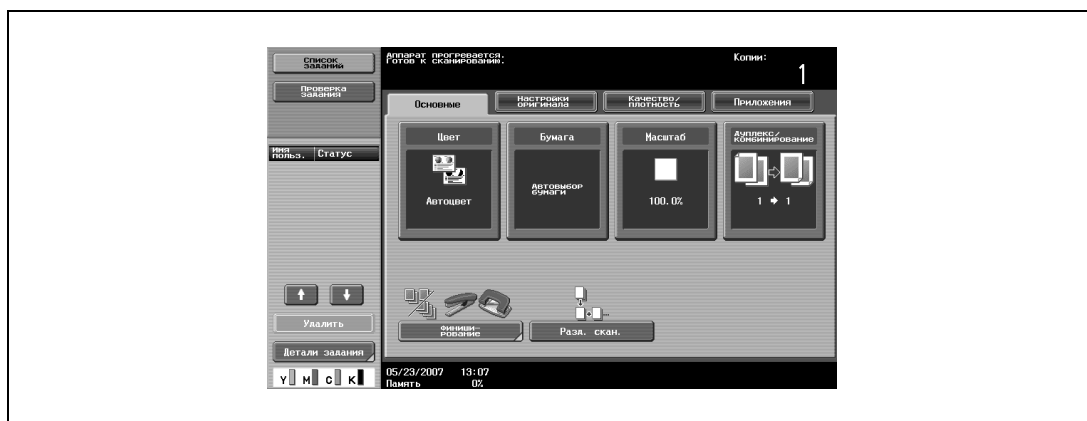 Список
заданий
Проверка
задания
Имя
польз.
Статус
Удалить
Детали задания
Y M C K
Аппарат прогревается.
Готов к сканированию.
Копии:
1
Основные
Настройки
оригинала
Качество/
плотность
Приложения
Цвет
Автоцвет
Бумага
Автовыбор
бумаги
Масштаб
100.0%
Дуплекс/
комбинирование
1 → 1
Финиши-
рование
Разд. скан.
05/23/2007 13:07
Память 0%